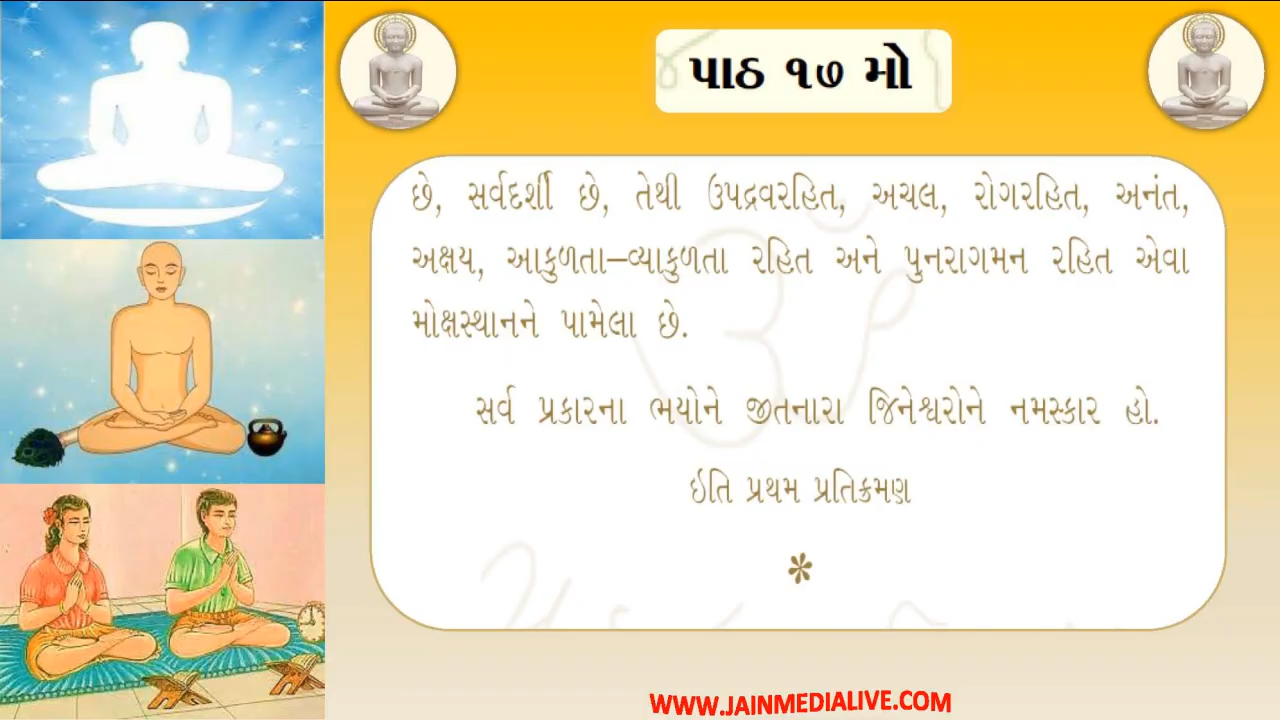 પાઠ ૧૭ મો
છે, સર્વદર્શી છે, તેથી ઉપદ્રવરહિત, અચલ, રોગરહિત, અનંત,
અક્ષય, આકુળતા–વ્યાકુળતા રહિત અને પુનરાગમન રહિત એવા
મોક્ષસ્થાનને પામેલા છે.
સર્વ પ્રકારના ભયોને જીતનારા જિનેશ્વરોને નમસ્કાર હો.
ઇતિ પ્રથમ પ્રતિક્રમણ
*
WWW.JAINMEDIALIVE.COM